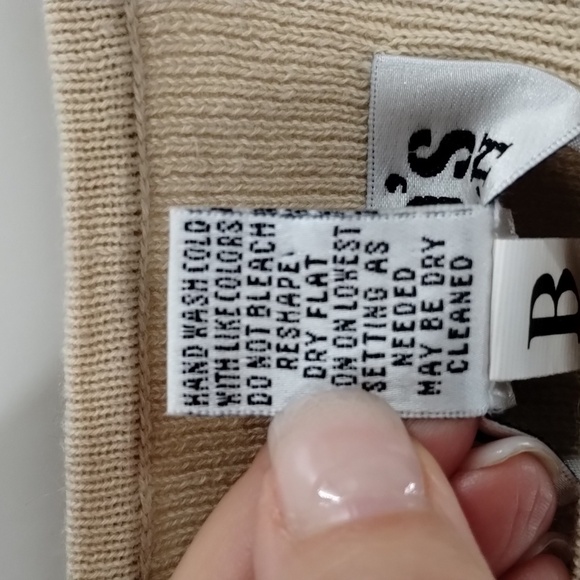 HAND WASH COLD
WITH LIKE COLORS
DO NOT BLEACH
RESHAPE
DRY FLAT
ON LOWEST
SETTING AS
NEEDED
MAY BE DRY
CLEANED
'S
B